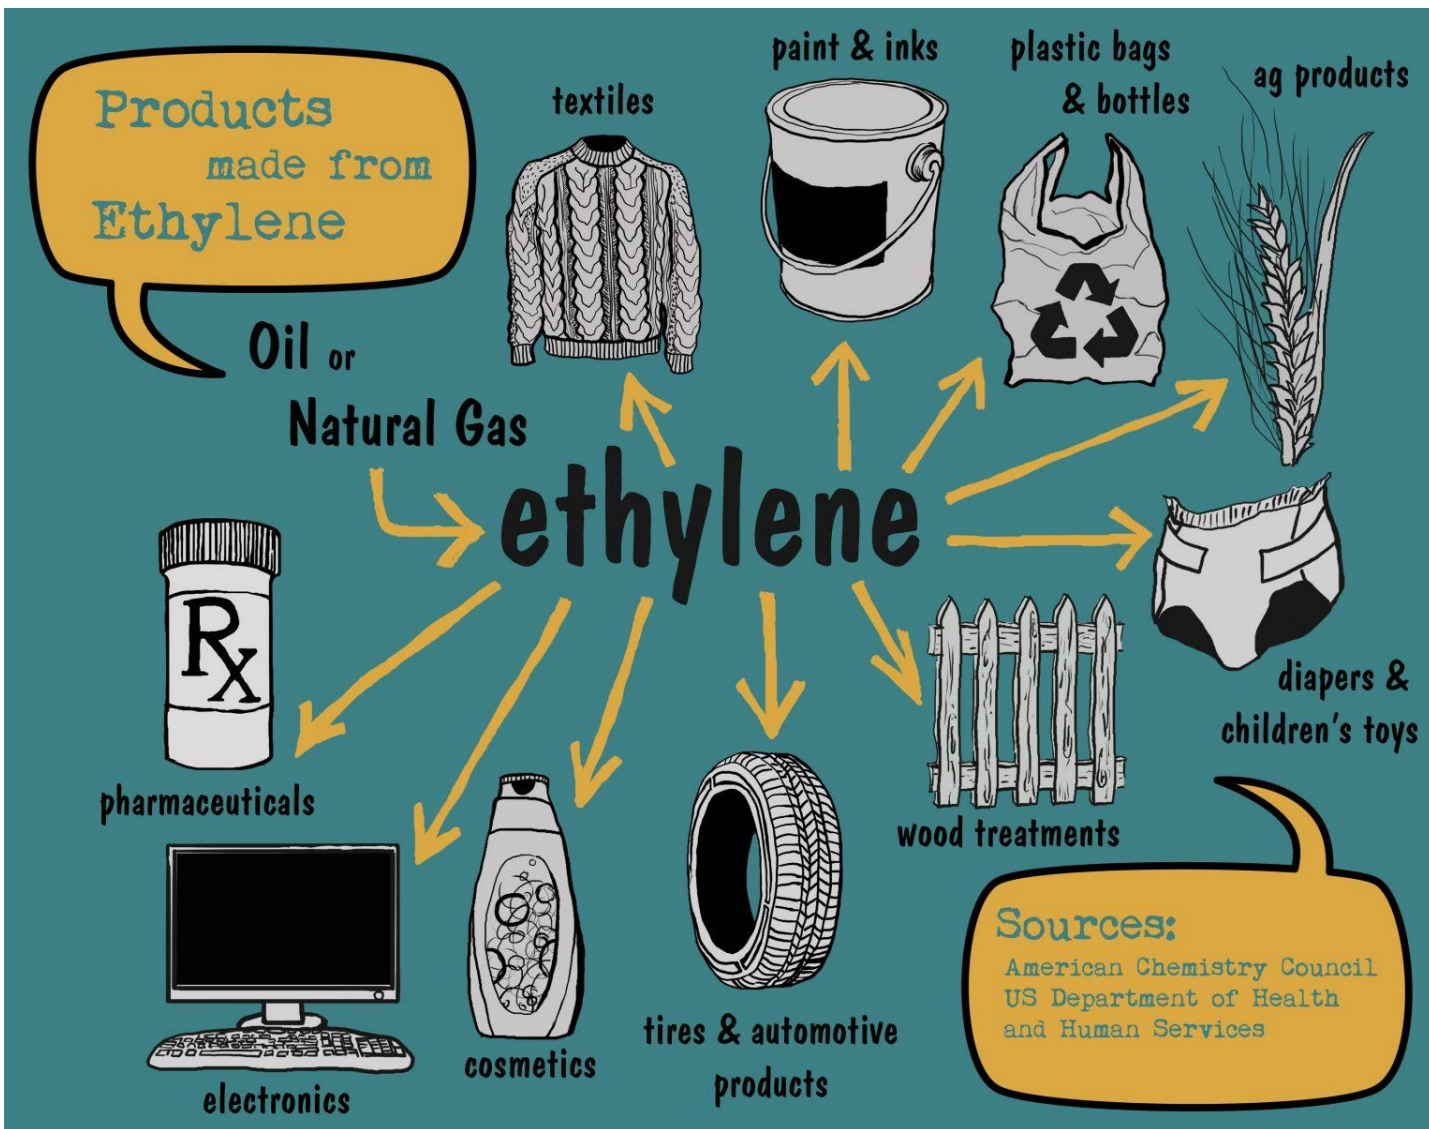 Products
made from
Ethylene
Oil or
Natural Gas
ethylene
textiles
paint & inks
plastic bags
& bottles
ag products
diapers &
children's toys
wood treatments
tires & automotive
products
cosmetics
electronics
Rx
pharmaceuticals
Sources:
American Chemistry Council
US Department of Health
and Human Services